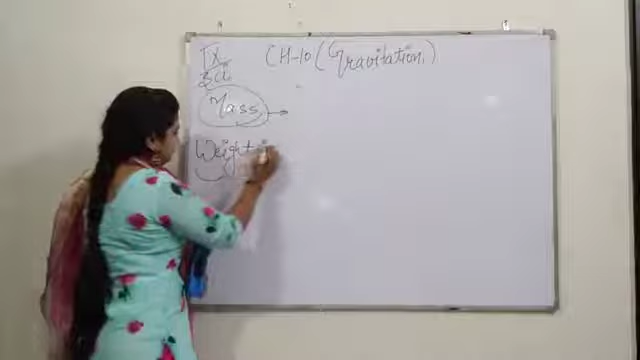 IX CH-10 (Gravitation)
Sci
Mass →
Weight